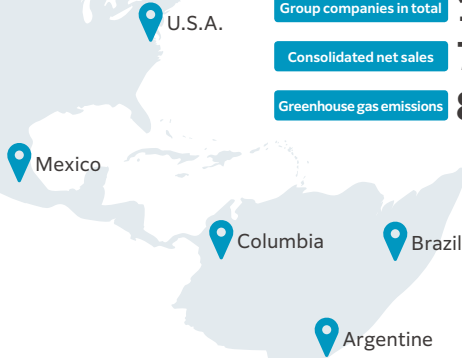 U.S.A.
Group companies in total
Consolidated net sales
Greenhouse gas emissions
Mexico
Columbia
Brazil
Argentine